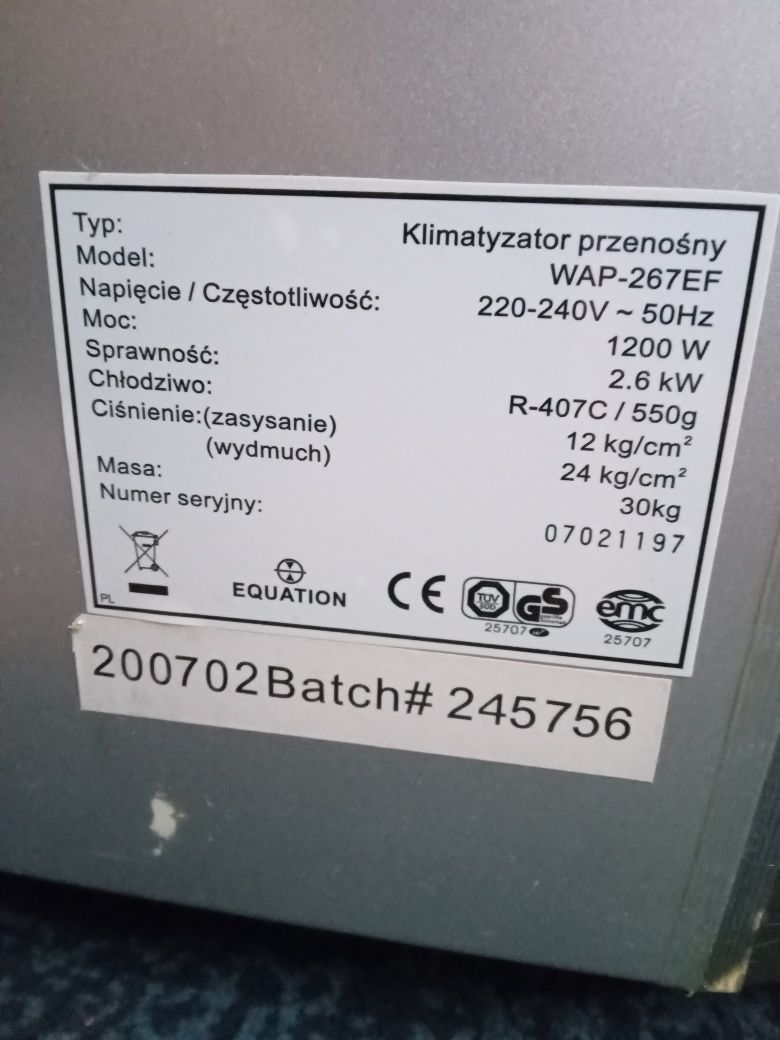 Typ: Klimatyzator przenośny
Model: WAP-267EF
Napięcie / Częstotliwość: 220-240V ~ 50Hz
Moc: 1200 W
Sprawność: 2.6 kW
Chłodziwo: R-407C / 550g
Ciśnienie:(zasysanie) 12 kg/cm²
(wydmuch) 24 kg/cm²
Masa: 30kg
Numer seryjny: 07021197
PL
EQUATION
CE
TÜV SÜD
GS
emc
25707
25707
200702Batch# 245756